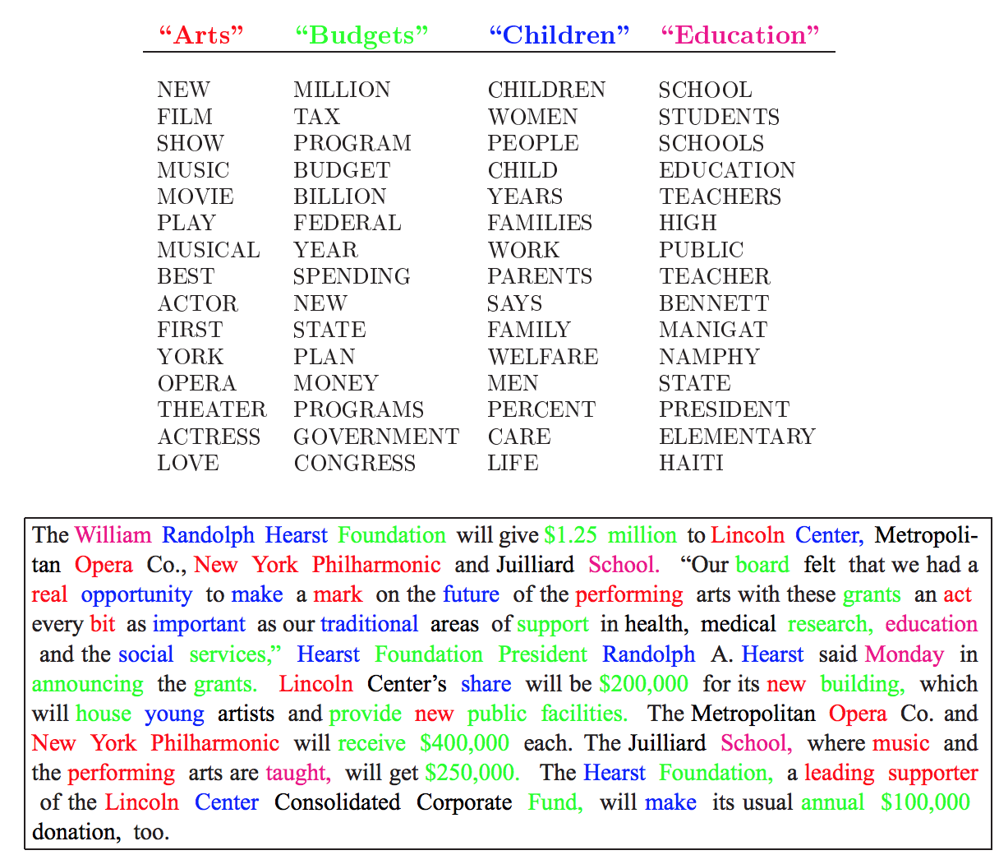 “Arts” “Budgets” “Children” “Education”
NEW MILLION CHILDREN SCHOOL
FILM TAX WOMEN STUDENTS
SHOW PROGRAM PEOPLE SCHOOLS
MUSIC BUDGET CHILD EDUCATION
MOVIE BILLION YEARS TEACHERS
PLAY FEDERAL FAMILIES HIGH
MUSICAL YEAR WORK PUBLIC
BEST SPENDING PARENTS TEACHER
ACTOR NEW SAYS BENNETT
FIRST STATE FAMILY MANIGAT
YORK PLAN WELFARE NAMPHY
OPERA MONEY MEN STATE
THEATER PROGRAMS PERCENT PRESIDENT
ACTRESS GOVERNMENT CARE ELEMENTARY
LOVE CONGRESS LIFE HAITI
The William Randolph Hearst Foundation will give $1.25 million to Lincoln Center, Metropoli-
tan Opera Co., New York Philharmonic and Juilliard School. “Our board felt that we had a
real opportunity to make a mark on the future of the performing arts with these grants an act
every bit as important as our traditional areas of support in health, medical research, education
and the social services,” Hearst Foundation President Randolph A. Hearst said Monday in
announcing the grants. Lincoln Center’s share will be $200,000 for its new building, which
will house young artists and provide new public facilities. The Metropolitan Opera Co. and
New York Philharmonic will receive $400,000 each. The Juilliard School, where music and
the performing arts are taught, will get $250,000. The Hearst Foundation, a leading supporter
of the Lincoln Center Consolidated Corporate Fund, will make its usual annual $100,000
donation, too.